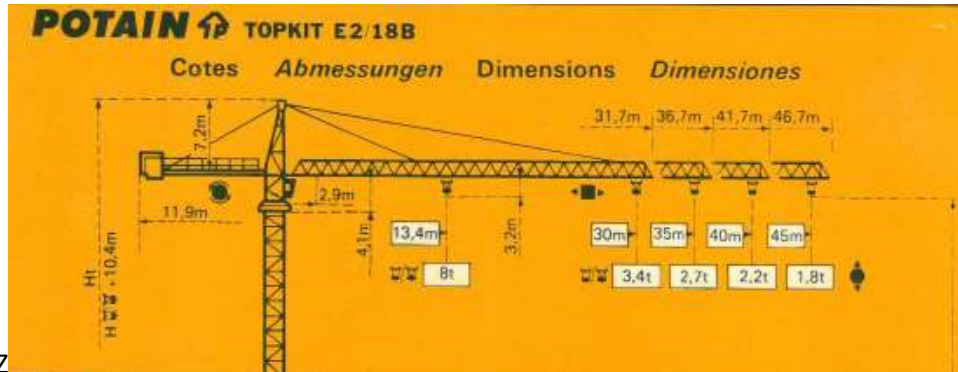 POTAIN TOPKIT E2/18B
Cotes Abmessungen Dimensions Dimensiones
31,7m 36,7m 41,7m 46,7m
7,2m
2,9m
11,9m
4,1m
3,2m
13,4m 30m 35m 40m 45m
8t 3,4t 2,7t 2,2t 1,8t
Ht
H + 10,4m
7